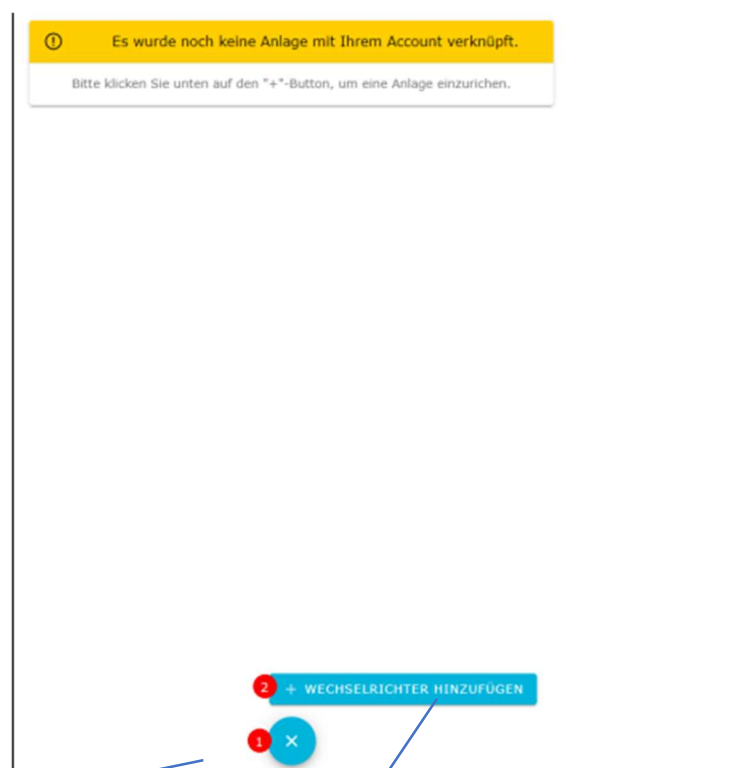 Es wurde noch keine Anlage mit Ihrem Account verknüpft.
Bitte klicken Sie unten auf den "+"-Button, um eine Anlage einzurichen.
2 + WECHSELRICHTER HINZUFÜGEN
1 ×